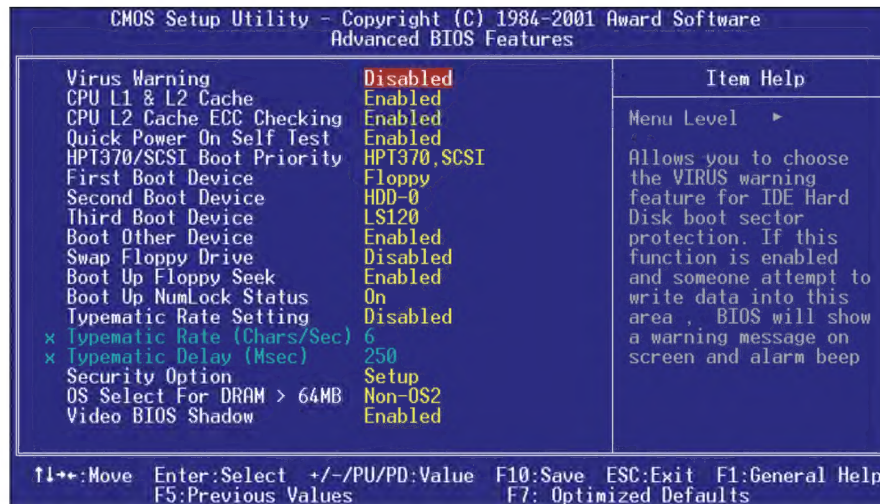 CMOS Setup Utility - Copyright (C) 1984-2001 Award Software
Advanced BIOS Features
Virus Warning Disabled
CPU L1 & L2 Cache Enabled
CPU L2 Cache ECC Checking Enabled
Quick Power On Self Test Enabled
HPT370/SCSI Boot Priority HPT370,SCSI
First Boot Device Floppy
Second Boot Device HDD-0
Third Boot Device LS120
Boot Other Device Enabled
Swap Floppy Drive Disabled
Boot Up Floppy Seek Enabled
Boot Up NumLock Status On
Typematic Rate Setting Disabled
x Typematic Rate (Chars/Sec) 6
x Typematic Delay (Msec) 250
Security Option Setup
OS Select For DRAM > 64MB Non-OS2
Video BIOS Shadow Enabled
Item Help
Menu Level ►
Allows you to choose
the VIRUS warning
feature for IDE Hard
Disk boot sector
protection. If this
function is enabled
and someone attempt to
write data into this
area , BIOS will show
a warning message on
screen and alarm beep
↑↓→←:Move Enter:Select +/-/PU/PD:Value F10:Save ESC:Exit F1:General Help
F5:Previous Values F7: Optimized Defaults